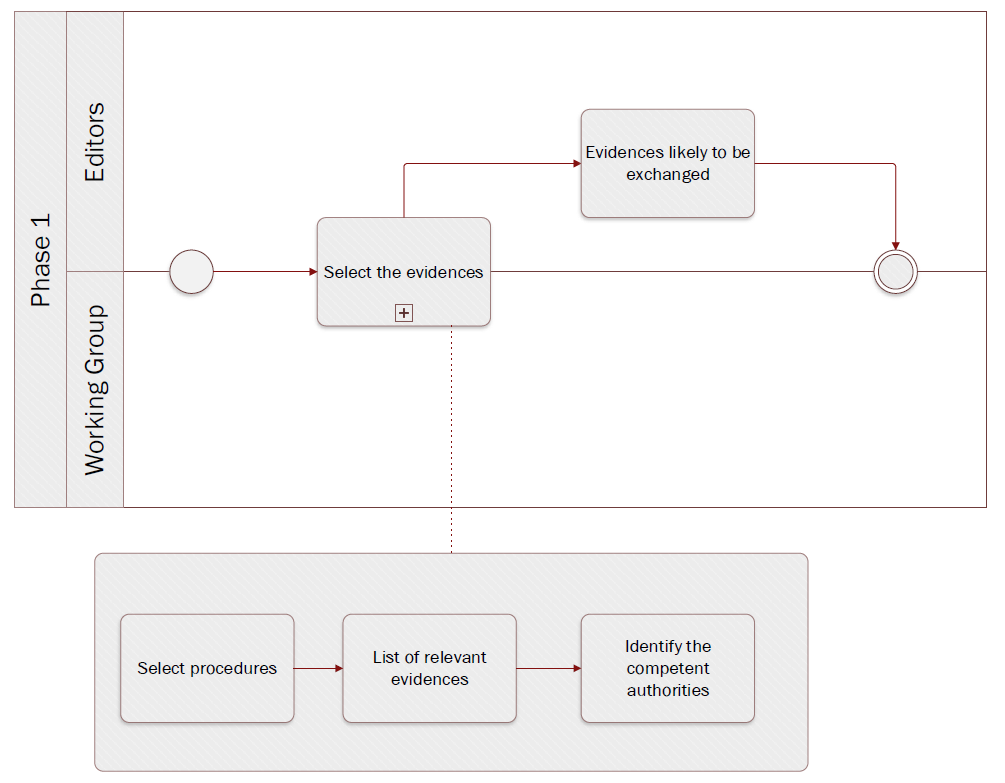 Phase 1
Editors
Working Group
Evidences likely to be
exchanged
Select the evidences
Select procedures
List of relevant
evidences
Identify the
competent
authorities